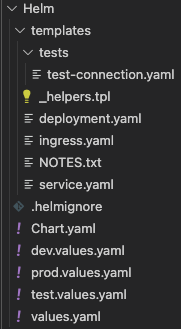 Helm
templates
tests
test-connection.yaml
_helpers.tpl
deployment.yaml
ingress.yaml
NOTES.txt
service.yaml
.helmignore
! Chart.yaml
! dev.values.yaml
! prod.values.yaml
! test.values.yaml
! values.yaml